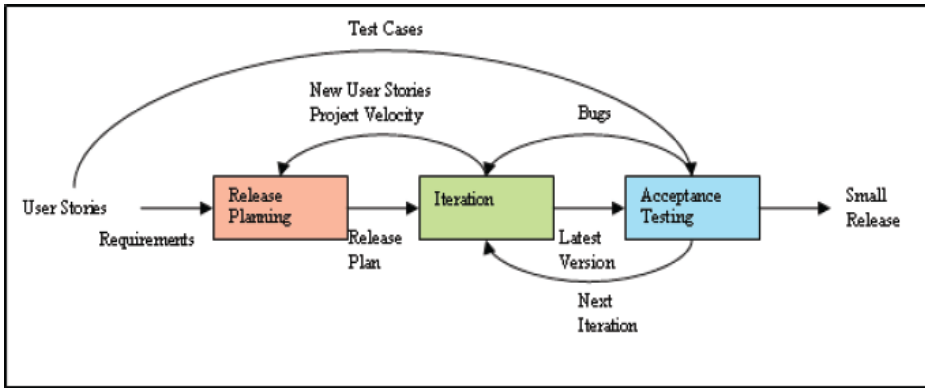 Test Cases
New User Stories
Project Velocity
Bugs
Release
Planning
Iteration
Acceptance
Testing
Small
Release
User Stories
Requirements
Release
Plan
Latest
Version
Next
Iteration